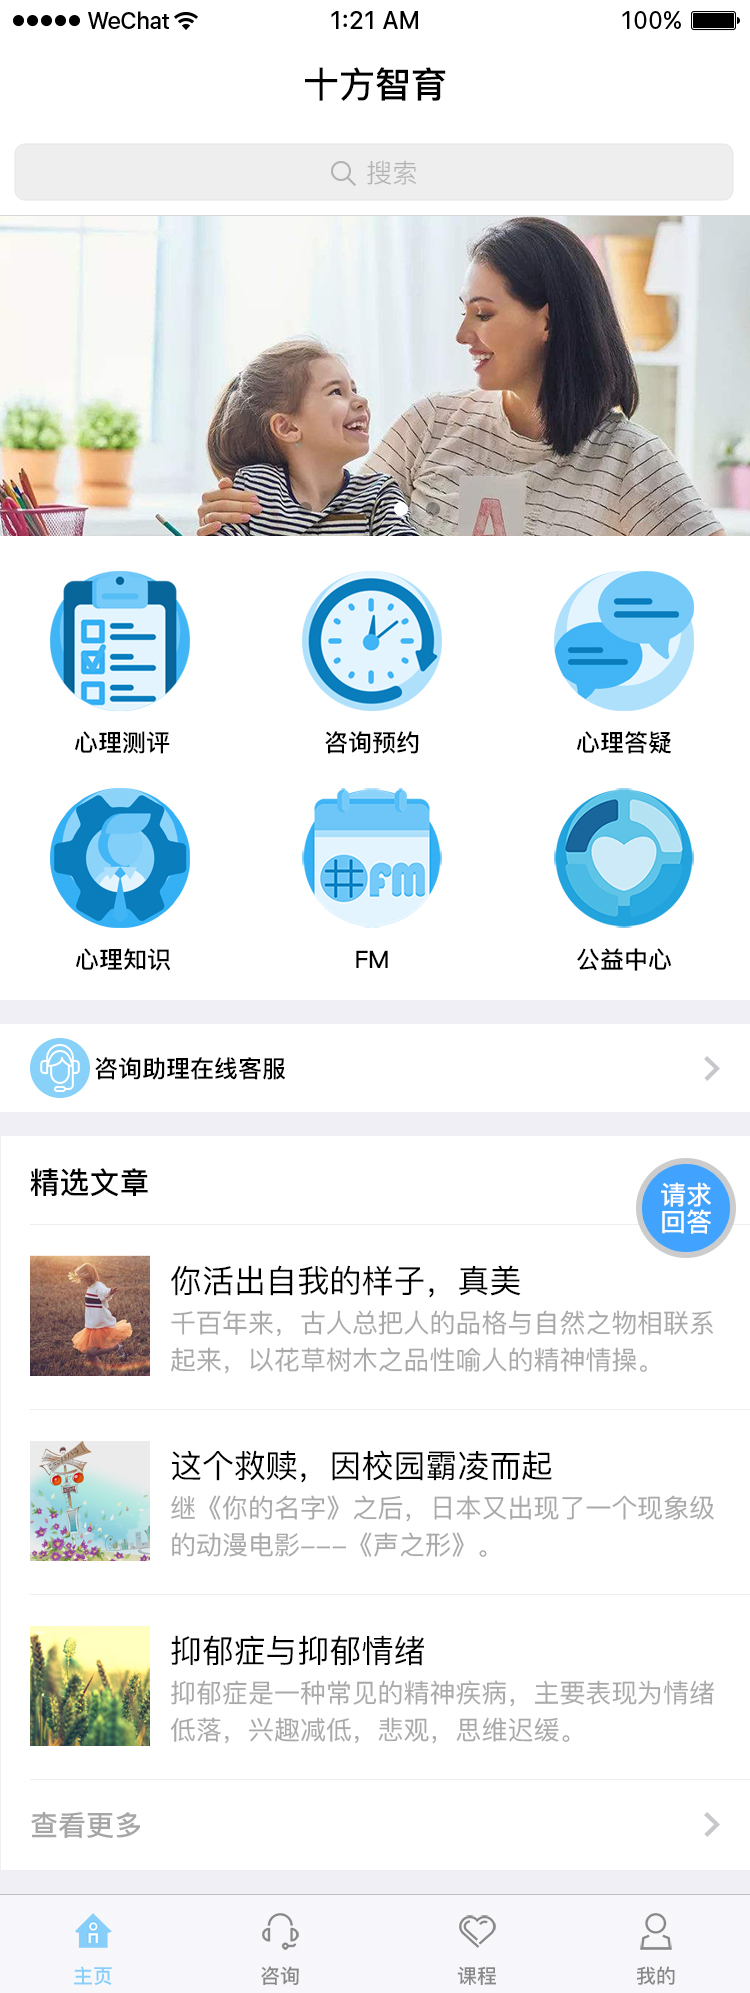 WeChat 1:21 AM 100%
十方智育
搜索
A
心理测评 咨询预约 心理答疑
#FM
心理知识 FM 公益中心
咨询助理在线客服
精选文章
请求
回答
你活出自我的样子，真美
千百年来，古人总把人的品格与自然之物相联系
起来，以花草树木之品性喻人的精神情操。
这个救赎，因校园霸凌而起
继《你的名字》之后，日本又出现了一个现象级
的动漫电影---《声之形》。
抑郁症与抑郁情绪
抑郁症是一种常见的精神疾病，主要表现为情绪
低落，兴趣减低，悲观，思维迟缓。
查看更多
主页 咨询 课程 我的